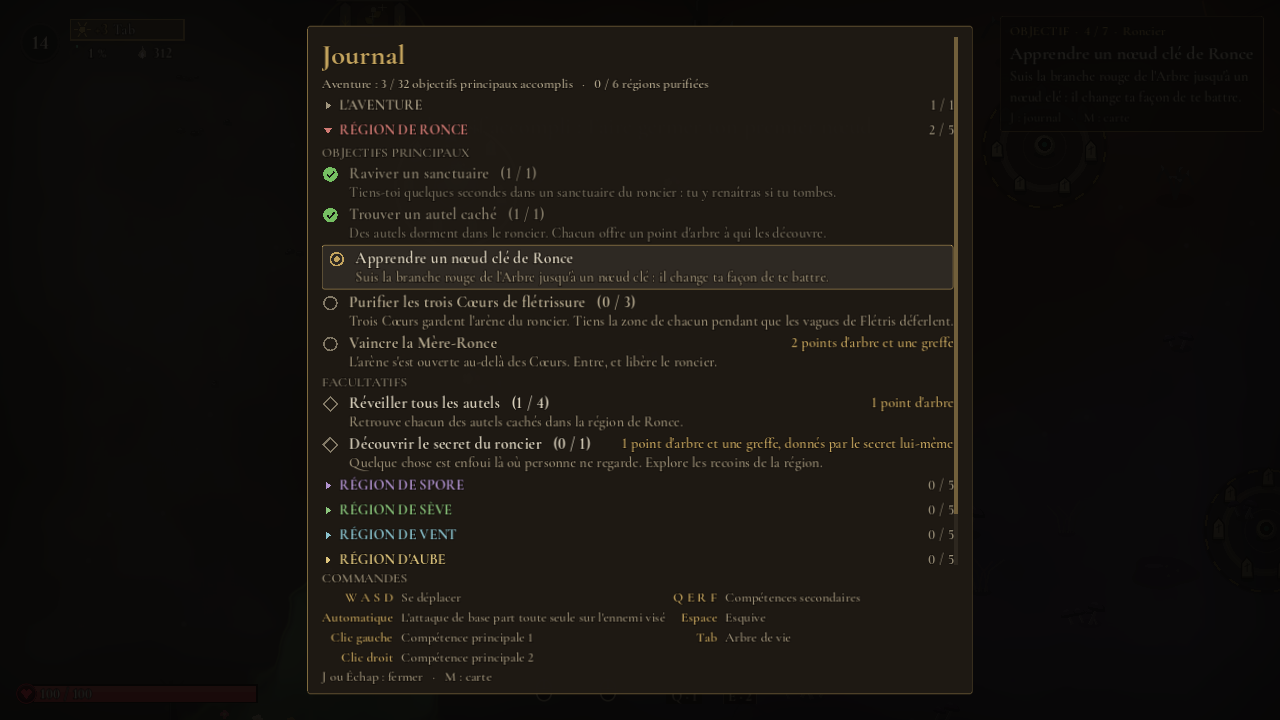 14
312
Journal
Aventure : 3 / 32 objectifs principaux accomplis · 0 / 6 régions purifiées
L'AVENTURE 1 / 1
RÉGION DE RONCE 2 / 5
OBJECTIFS PRINCIPAUX
Raviver un sanctuaire (1 / 1)
Tiens-toi quelques secondes dans un sanctuaire du roncier : tu y renaîtras si tu tombes.
Trouver un autel caché (1 / 1)
Des autels dorment dans le roncier. Chacun offre un point d'arbre à qui les découvre.
Apprendre un nœud clé de Ronce
Suis la branche rouge de l'Arbre jusqu'à un nœud clé : il change ta façon de te battre.
Purifier les trois Cœurs de flétrissure (0 / 3)
Trois Cœurs gardent l'arène du roncier. Tiens la zone de chacun pendant que les vagues de Flétris déferlent.
Vaincre la Mère-Ronce 2 points d'arbre et une greffe
L'arène s'est ouverte au-delà des Cœurs. Entre, et libère le roncier.
FACULTATIFS
Réveiller tous les autels (1 / 4) 1 point d'arbre
Retrouve chacun des autels cachés dans la région de Ronce.
Découvrir le secret du roncier (0 / 1) 1 point d'arbre et une greffe, donnés par le secret lui-même
Quelque chose est enfoui là où personne ne regarde. Explore les recoins de la région.
RÉGION DE SPORE 0 / 5
RÉGION DE SÈVE 0 / 5
RÉGION DE VENT 0 / 5
RÉGION D'AUBE 0 / 5
COMMANDES
W A S D Se déplacer Q E R F Compétences secondaires
Automatique L'attaque de base part toute seule sur l'ennemi visé Espace Esquive
Clic gauche Compétence principale 1 Tab Arbre de vie
Clic droit Compétence principale 2
J ou Échap : fermer · M : carte
OBJECTIF · 4 / 7 · Roncier
Apprendre un nœud clé de Ronce
Suis la branche rouge de l'Arbre jusqu'à un
nœud clé : il change ta façon de te battre.
J : journal · M : carte
100 / 100